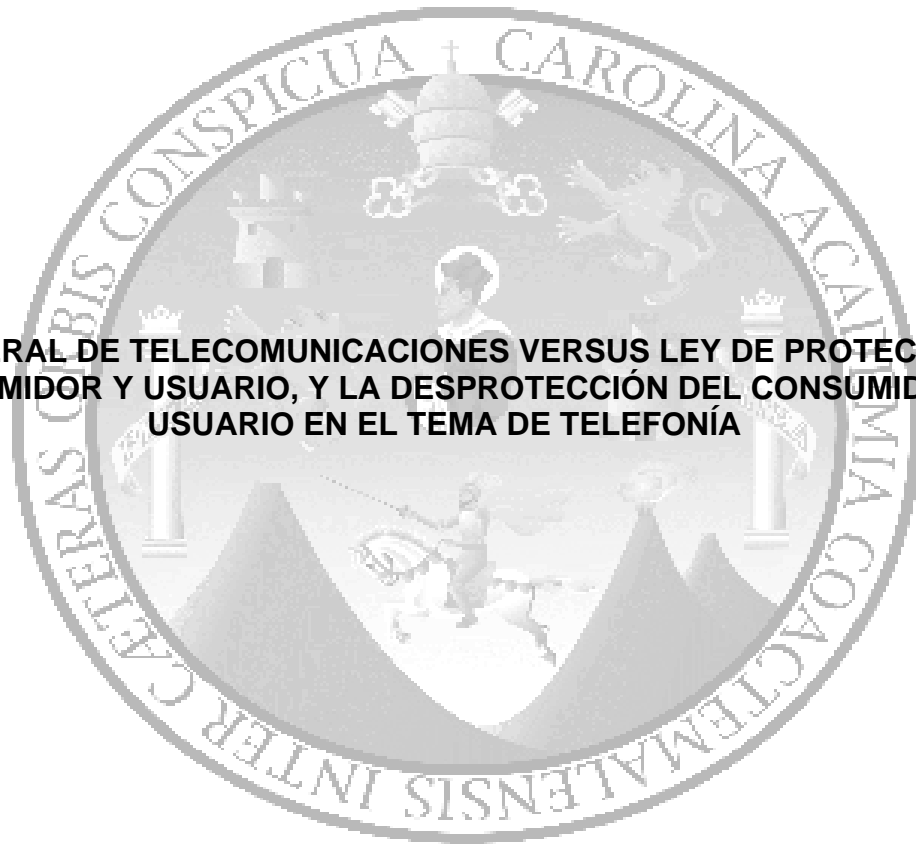 CAROLINA ACADEMIA COACTEMALENSIS INTER CÆTERAS ORBIS CONSPICUA
RAL DE TELECOMUNICACIONES VERSUS LEY DE PROTEC
MIDOR Y USUARIO, Y LA DESPROTECCIÓN DEL CONSUMID
USUARIO EN EL TEMA DE TELEFONÍA